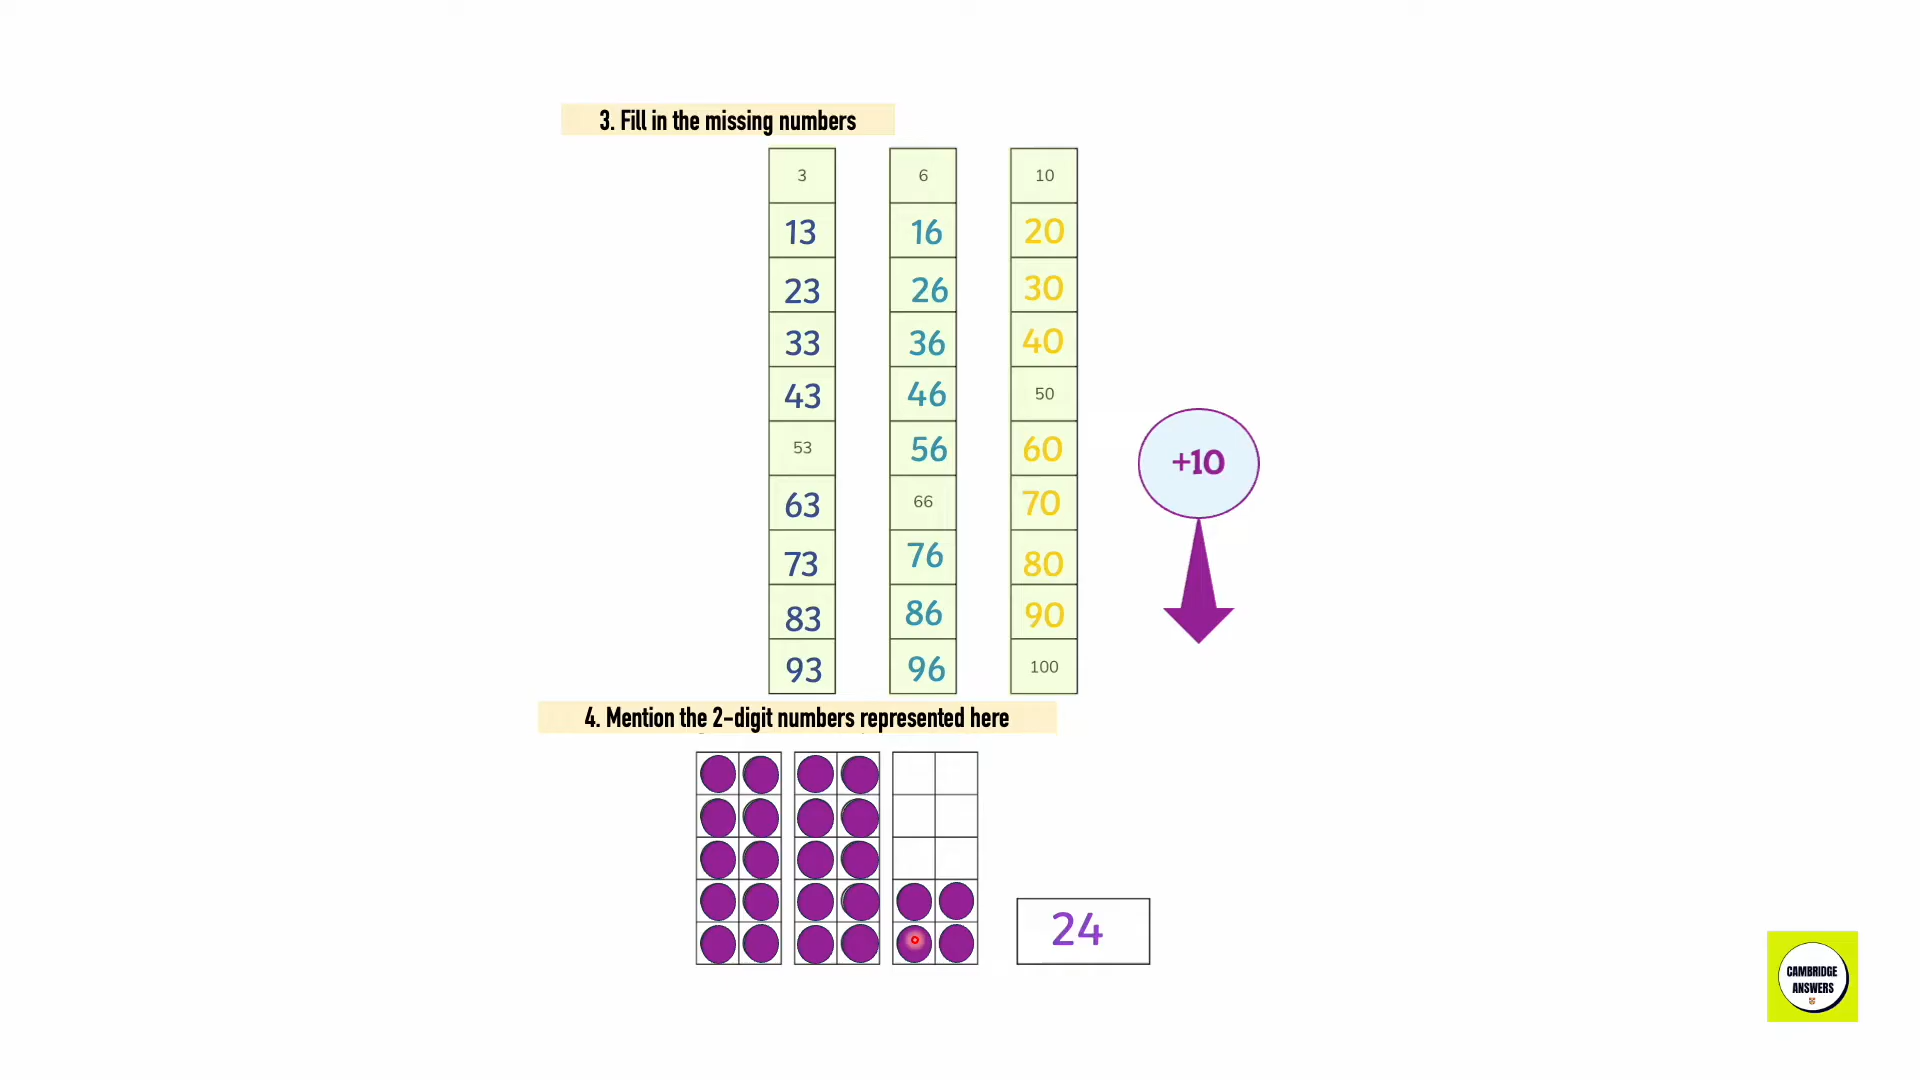 3. Fill in the missing numbers
3 6 10
13 16 20
23 26 30
33 36 40
43 46 50
53 56 60
63 66 70
73 76 80
83 86 90
93 96 100
+10
4. Mention the 2-digit numbers represented here
24
CAMBRIDGE
ANSWERS